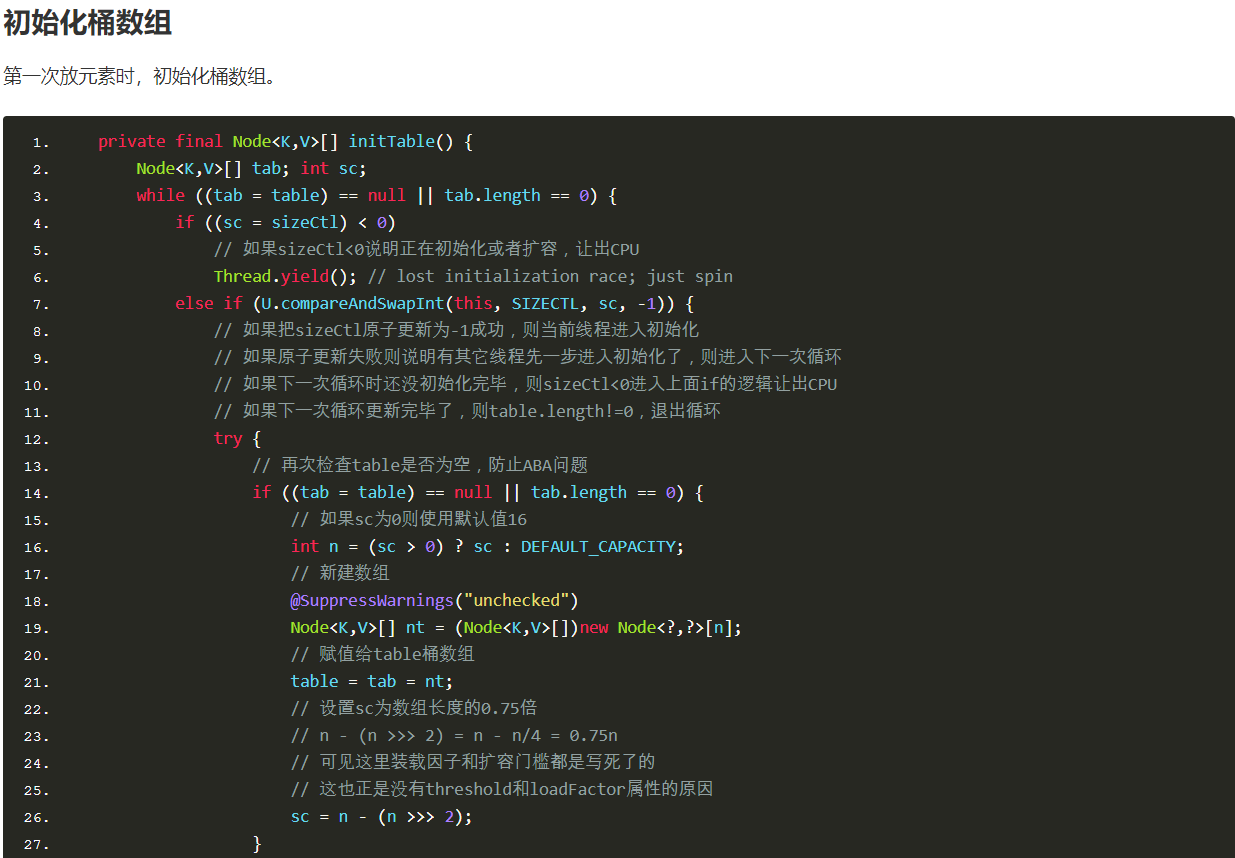 初始化桶数组
第一次放元素时，初始化桶数组。
1. private final Node<K,V>[] initTable() {
2. Node<K,V>[] tab; int sc;
3. while ((tab = table) == null || tab.length == 0) {
4. if ((sc = sizeCtl) < 0)
5. // 如果sizeCtl<0说明正在初始化或者扩容，让出CPU
6. Thread.yield(); // lost initialization race; just spin
7. else if (U.compareAndSwapInt(this, SIZECTL, sc, -1)) {
8. // 如果把sizeCtl原子更新为-1成功，则当前线程进入初始化
9. // 如果原子更新失败则说明有其它线程先一步进入初始化了，则进入下一次循环
10. // 如果下一次循环时还没初始化完毕，则sizeCtl<0进入上面if的逻辑让出CPU
11. // 如果下一次循环更新完毕了，则table.length!=0，退出循环
12. try {
13. // 再次检查table是否为空，防止ABA问题
14. if ((tab = table) == null || tab.length == 0) {
15. // 如果sc为0则使用默认值16
16. int n = (sc > 0) ? sc : DEFAULT_CAPACITY;
17. // 新建数组
18. @SuppressWarnings("unchecked")
19. Node<K,V>[] nt = (Node<K,V>[])new Node<?,?>[n];
20. // 赋值给table桶数组
21. table = tab = nt;
22. // 设置sc为数组长度的0.75倍
23. // n - (n >>> 2) = n - n/4 = 0.75n
24. // 可见这里装载因子和扩容门槛都是写死了的
25. // 这也正是没有threshold和loadFactor属性的原因
26. sc = n - (n >>> 2);
27. }